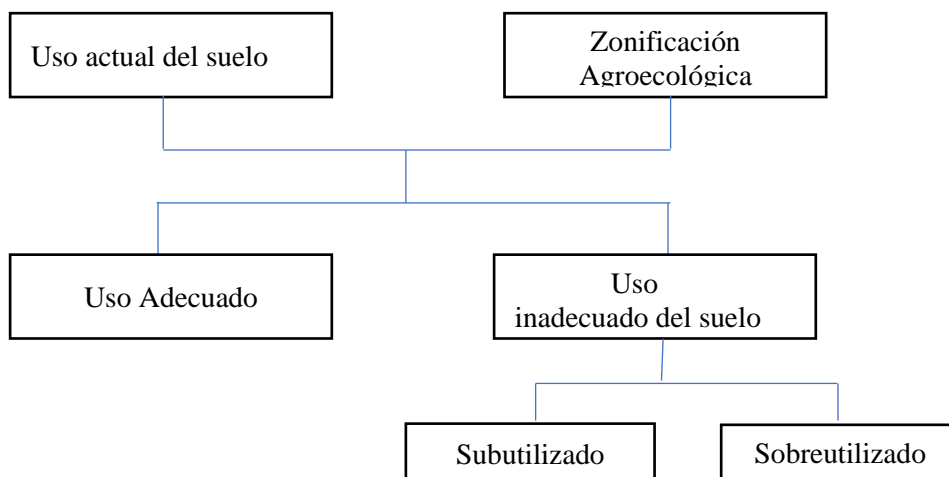 Uso actual del suelo
Zonificación
Agroecológica
Uso Adecuado
Uso
inadecuado del suelo
Subutilizado
Sobreutilizado